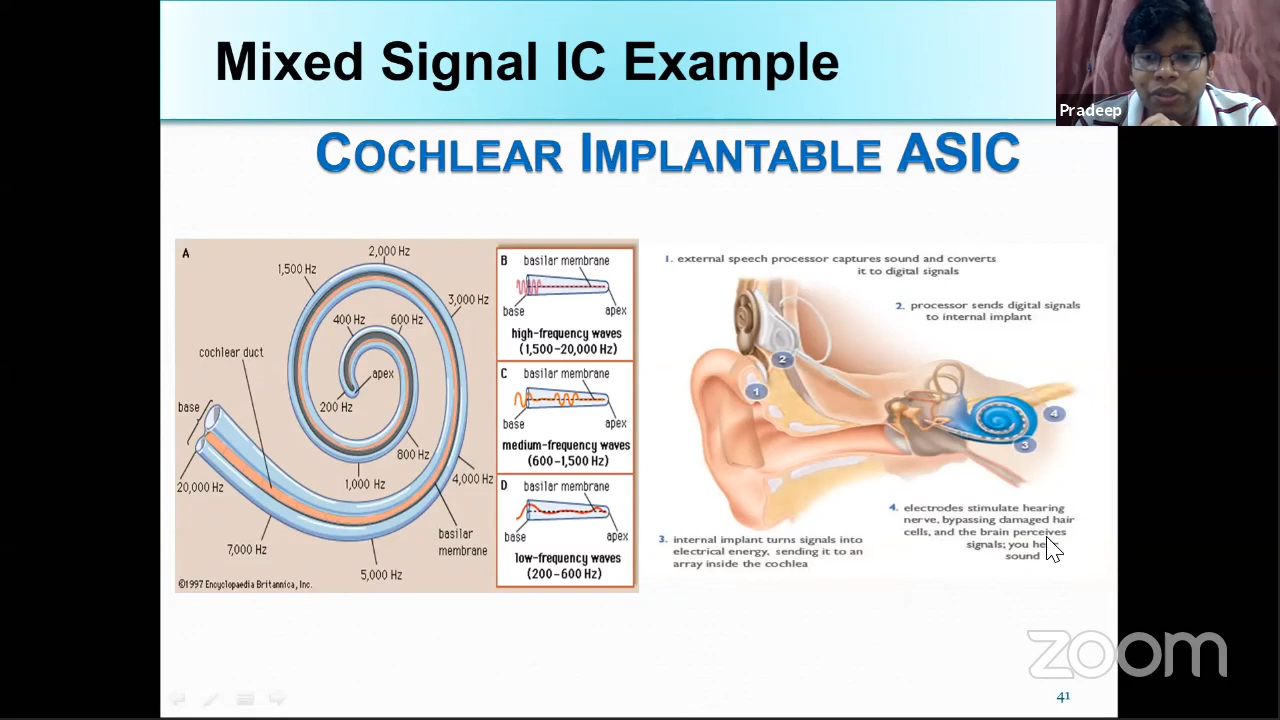 Mixed Signal IC Example
Pradeep
COCHLEAR IMPLANTABLE ASIC
A
2,000 Hz
1,500 Hz
3,000 Hz
400 Hz
600 Hz
cochlear duct
apex
200 Hz
base
800 Hz
20,000 Hz
1,000 Hz
4,000 Hz
7,000 Hz
basilar
membrane
5,000 Hz
©1997 Encyclopaedia Britannica, Inc.
B
basilar membrane
base
apex
high-frequency waves
(1,500-20,000 Hz)
C
basilar membrane
base
apex
medium-frequency waves
(600-1,500 Hz)
D
basilar membrane
base
apex
low-frequency waves
(200-600 Hz)
1. external speech processor captures sound and converts
it to digital signals
2. processor sends digital signals
to internal implant
2
1
4
3
3. internal implant turns signals into
electrical energy, sending it to an
array inside the cochlea
4. electrodes stimulate hearing
nerve, bypassing damaged hair
cells, and the brain perceives
signals; you
sound
zoom
41